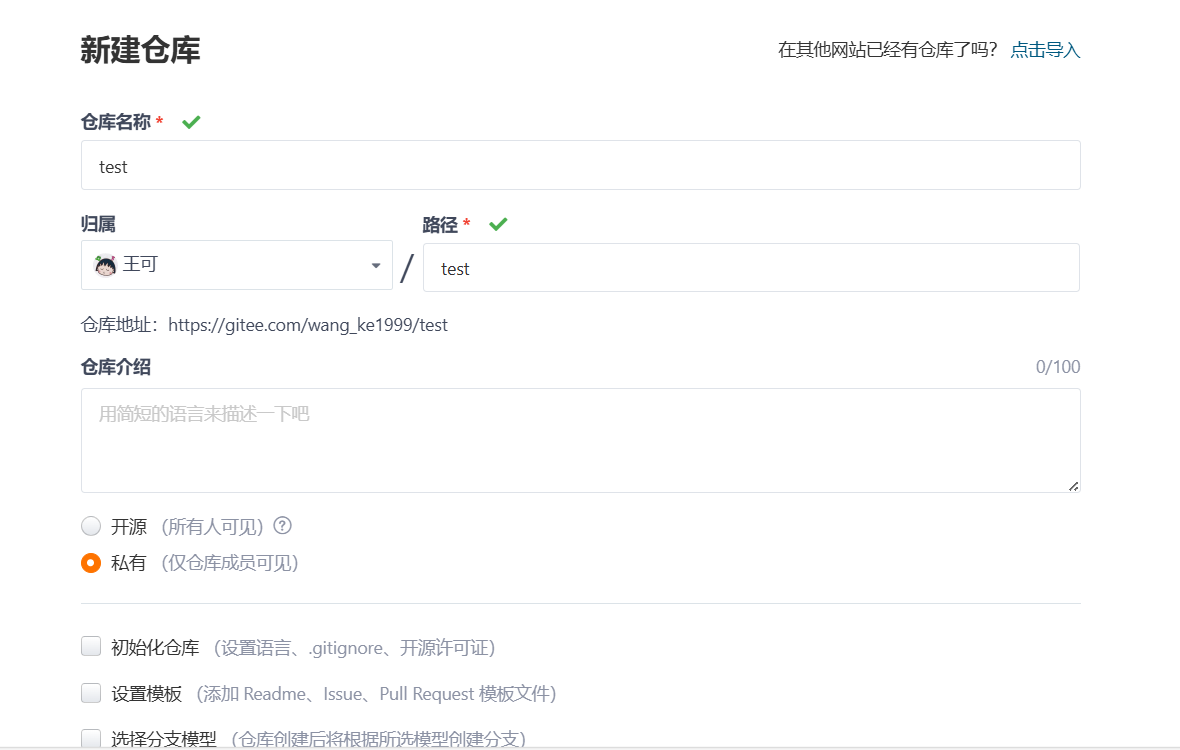 新建仓库
在其他网站已经有仓库了吗? 点击导入
仓库名称 *
test
归属
路径 *
王可
/
test
仓库地址：https://gitee.com/wang_ke1999/test
仓库介绍
0/100
用简短的语言来描述一下吧
开源 （所有人可见）?
私有 （仅仓库成员可见）
初始化仓库 （设置语言、.gitignore、开源许可证）
设置模板 （添加 Readme、Issue、Pull Request 模板文件）
选择分支模型 （仓库创建后将根据所选模型创建分支）